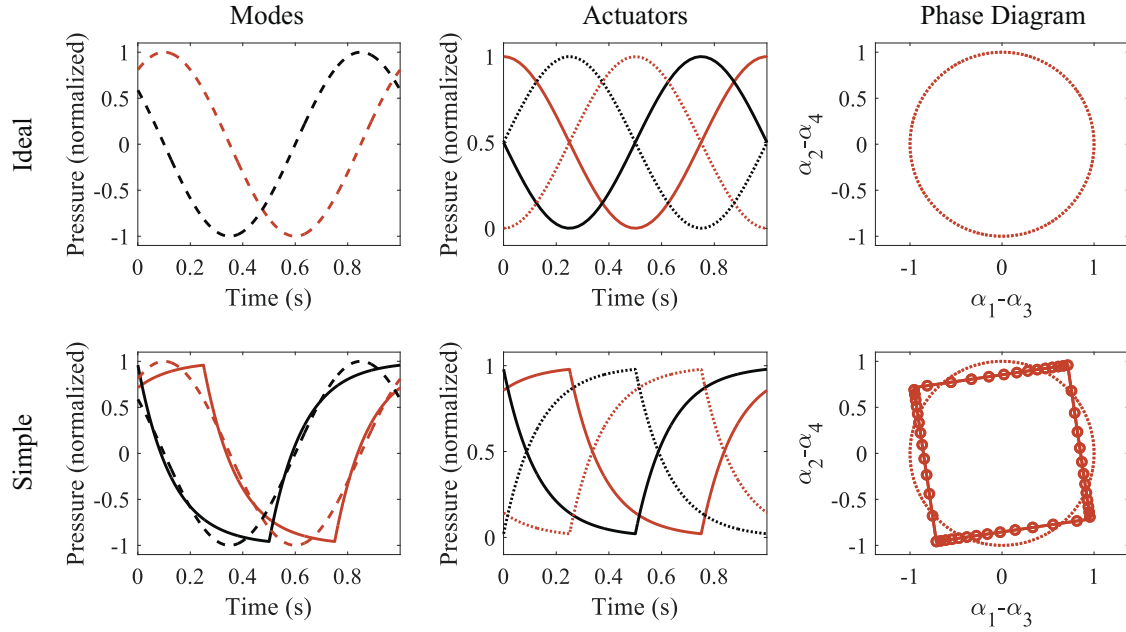 Modes Actuators Phase Diagram
Ideal
Pressure (normalized)
1
0.5
0
-0.5
-1
0 0.2 0.4 0.6 0.8
Time (s)
Pressure (normalized)
1
0.5
0
0 0.2 0.4 0.6 0.8
Time (s)
α2-α4
1
0.5
0
-0.5
-1
-1 0 1
α1-α3
Simple
Pressure (normalized)
1
0.5
0
-0.5
-1
0 0.2 0.4 0.6 0.8
Time (s)
Pressure (normalized)
1
0.5
0
0 0.2 0.4 0.6 0.8
Time (s)
α2-α4
1
0.5
0
-0.5
-1
-1 0 1
α1-α3